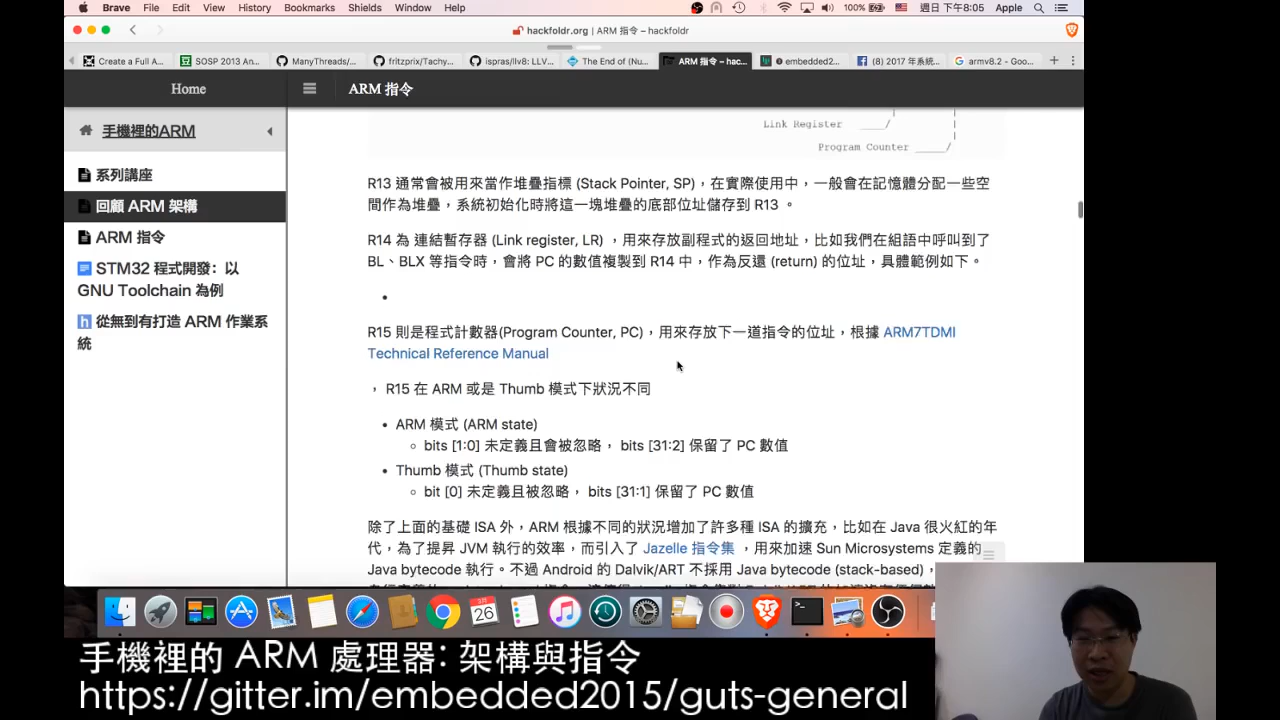 Brave File Edit View History Bookmarks Shields Window Help 100% 週日 下8:05 Apple
hackfoldr.org | ARM 指令 – hackfoldr
Create a Full A... SOSP 2013 An... ManyThreads/... fritzprix/Tachy... ispras/llv8: LLV... The End of (Nu... ARM 指令 – hac... embedded2... (8) 2017 年系統... armv8.2 - Goo...
Home ARM 指令
手機裡的ARM
系列講座
回顧 ARM 架構
ARM 指令
STM32 程式開發：以
GNU Toolchain 為例
從無到有打造 ARM 作業系
統
Link Register ____/ |
Program Counter _____/
R13 通常會被用來當作堆疊指標 (Stack Pointer, SP)，在實際使用中，一般會在記憶體分配一些空
間作為堆疊，系統初始化時將這一塊堆疊的底部位址儲存到 R13 。
R14 為 連結暫存器 (Link register, LR) ，用來存放副程式的返回地址，比如我們在組語中呼叫到了
BL、BLX 等指令時，會將 PC 的數值複製到 R14 中，作為反還 (return) 的位址，具體範例如下。
•
R15 則是程式計數器(Program Counter, PC)，用來存放下一道指令的位址，根據 ARM7TDMI
Technical Reference Manual
， R15 在 ARM 或是 Thumb 模式下狀況不同
• ARM 模式 (ARM state)
◦ bits [1:0] 未定義且會被忽略， bits [31:2] 保留了 PC 數值
• Thumb 模式 (Thumb state)
◦ bit [0] 未定義且被忽略， bits [31:1] 保留了 PC 數值
除了上面的基礎 ISA 外，ARM 根據不同的狀況增加了許多種 ISA 的擴充，比如在 Java 很火紅的年
代，為了提昇 JVM 執行的效率，而引入了 Jazelle 指令集 ，用來加速 Sun Microsystems 定義的
Java bytecode 執行。不過 Android 的 Dalvik/ART 不採用 Java bytecode (stack-based)，
26
手機裡的 ARM 處理器: 架構與指令
https://gitter.im/embedded2015/guts-general